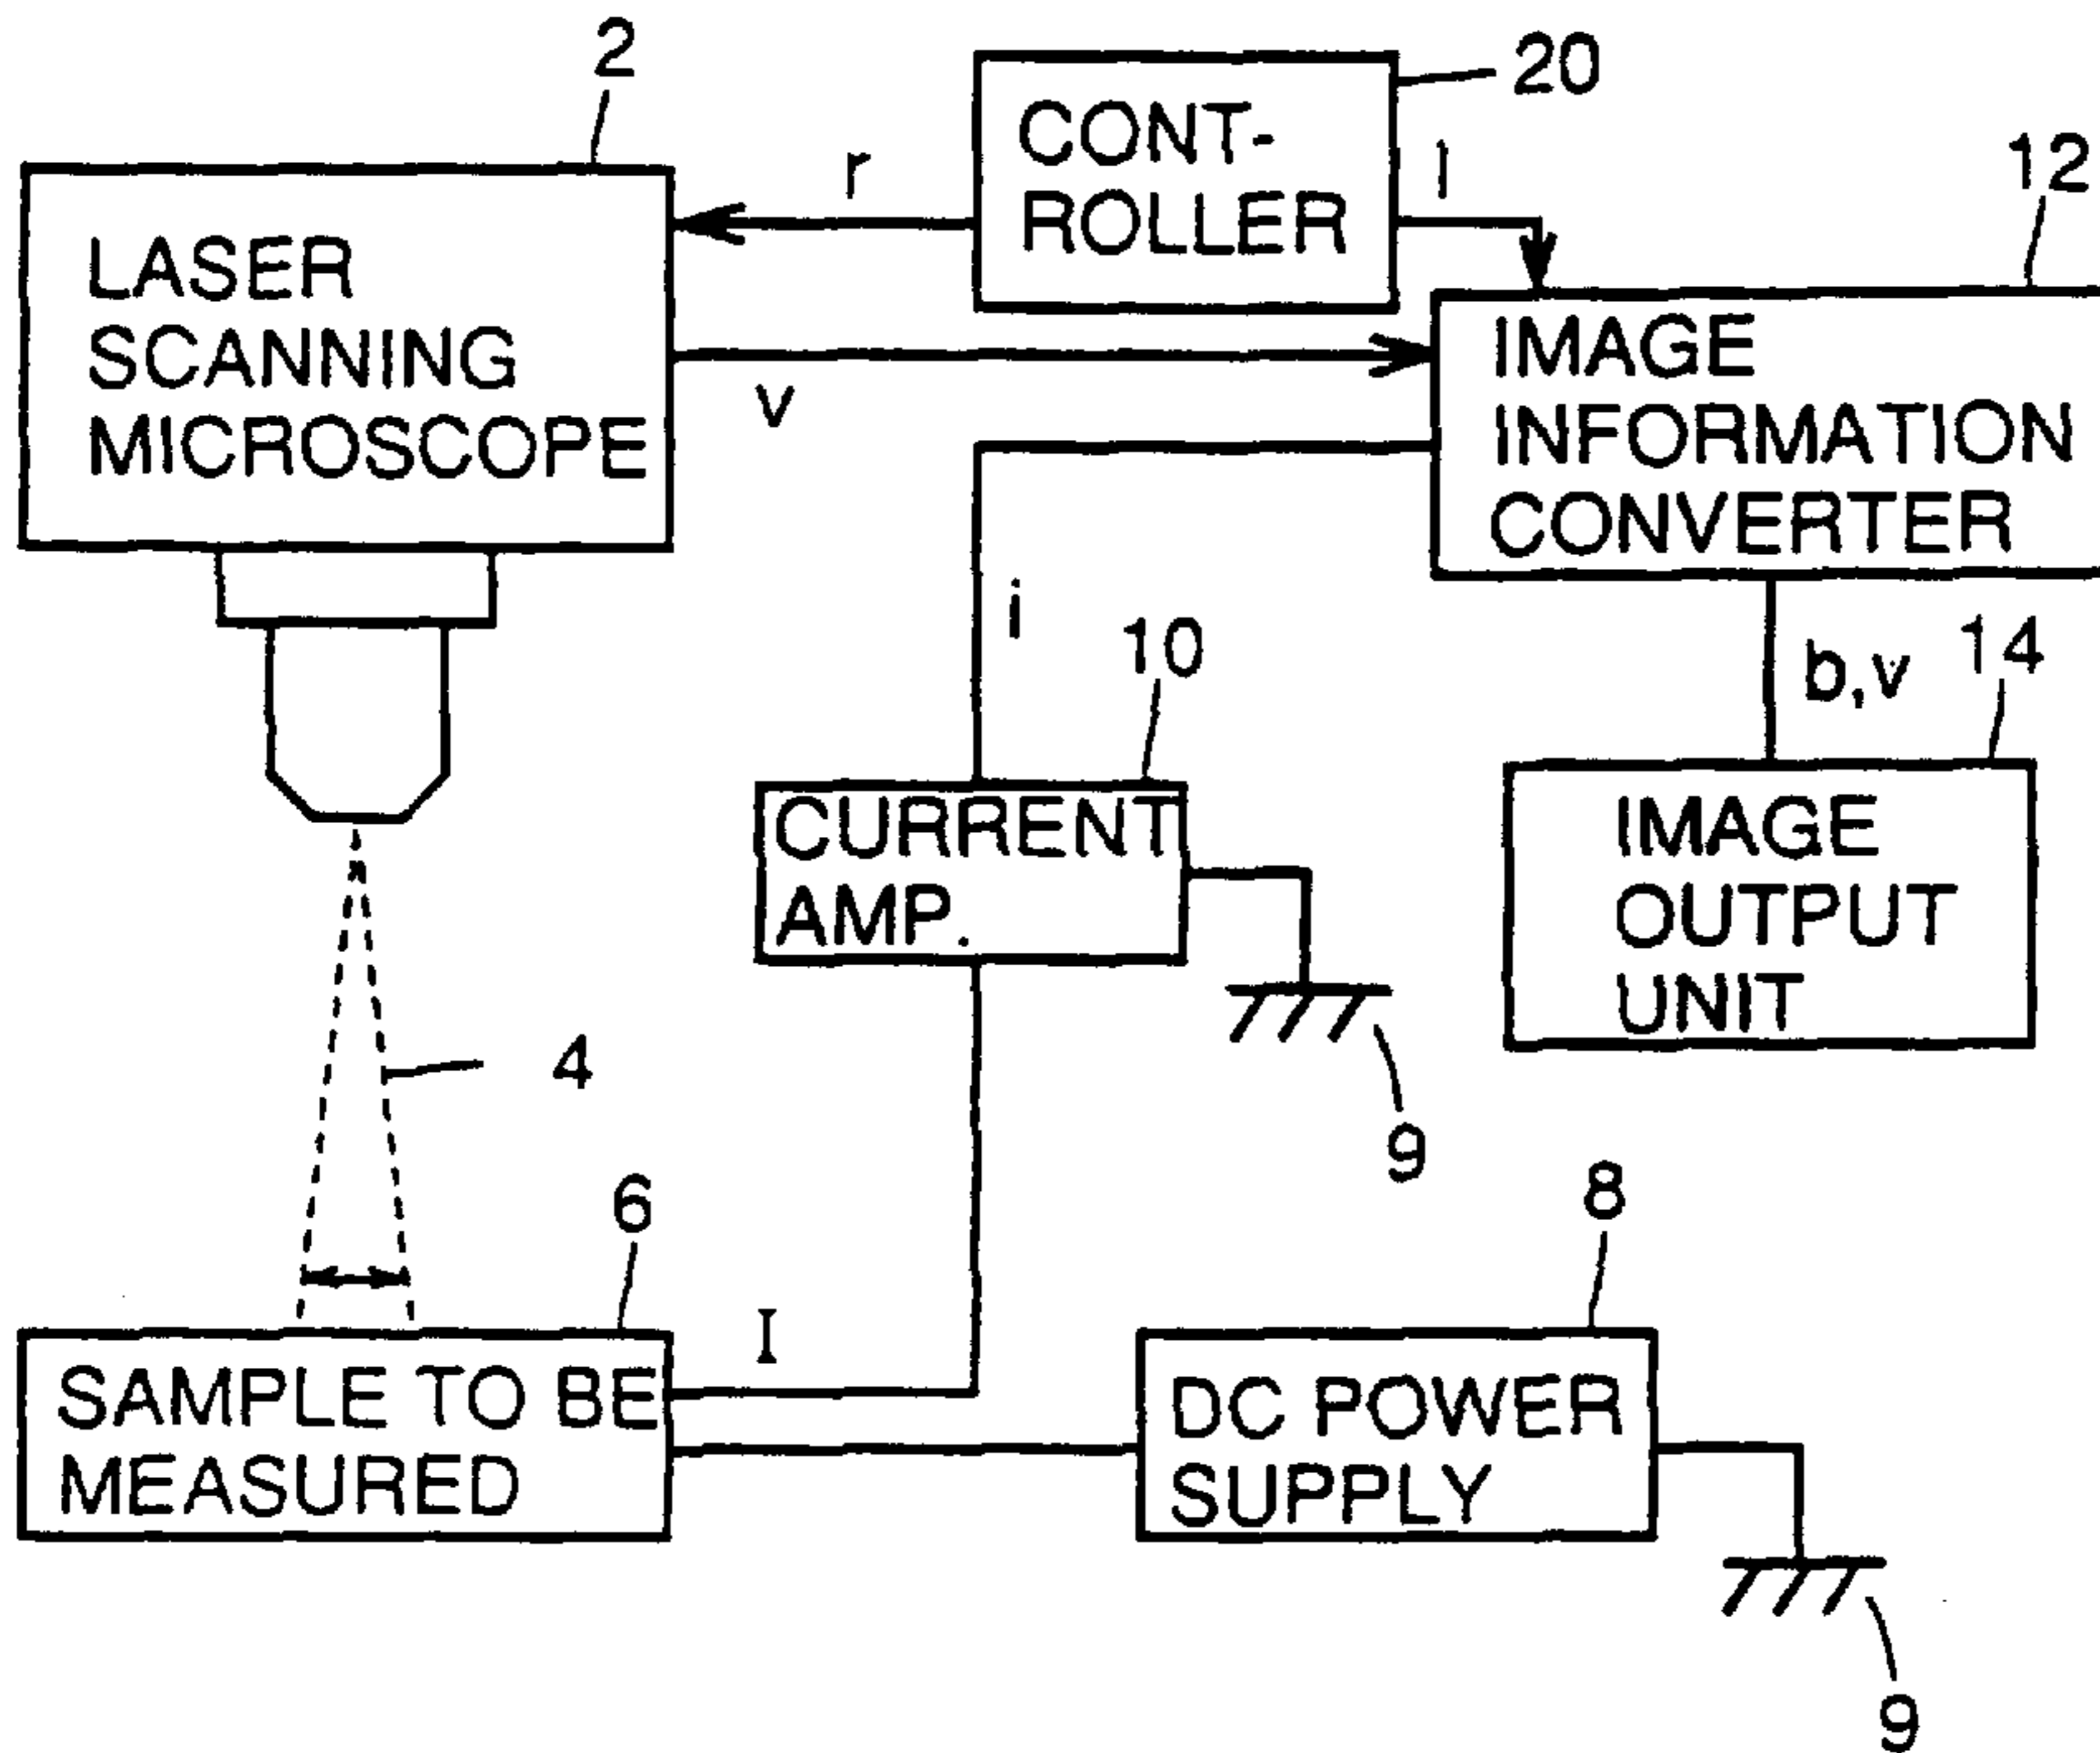 2
20
CONT-
ROLLER
r
l
12
LASER
SCANNING
MICROSCOPE
v
IMAGE
INFORMATION
CONVERTER
i
10
b,v
14
CURRENT
AMP.
IMAGE
OUTPUT
UNIT
4
9
6
8
I
SAMPLE TO BE
MEASURED
DC POWER
SUPPLY
9